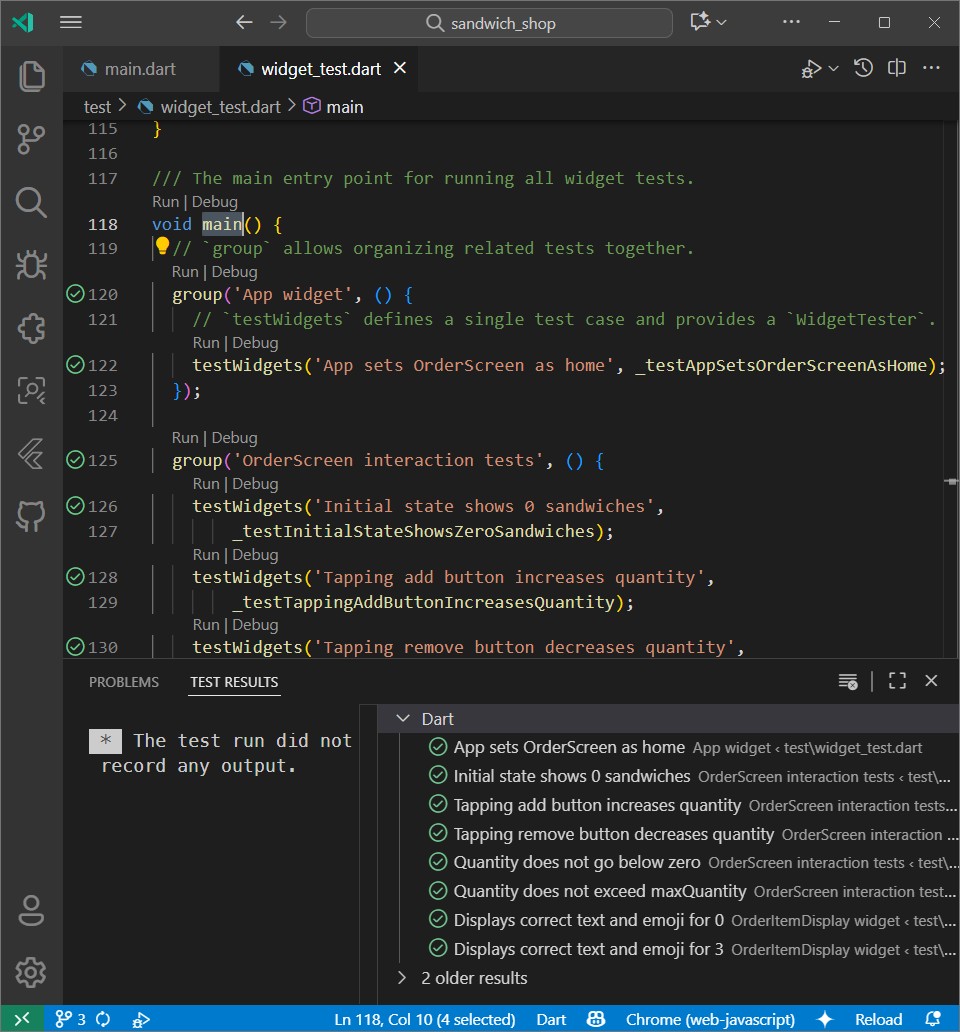 sandwich_shop
main.dart
widget_test.dart
test > widget_test.dart > main
115 }
116
117 /// The main entry point for running all widget tests.
Run | Debug
118 void main() {
119 // `group` allows organizing related tests together.
Run | Debug
120 group('App widget', () {
121 // `testWidgets` defines a single test case and provides a `WidgetTester`.
Run | Debug
122 testWidgets('App sets OrderScreen as home', _testAppSetsOrderScreenAsHome);
123 });
124
Run | Debug
125 group('OrderScreen interaction tests', () {
Run | Debug
126 testWidgets('Initial state shows 0 sandwiches',
127 _testInitialStateShowsZeroSandwiches);
Run | Debug
128 testWidgets('Tapping add button increases quantity',
129 _testTappingAddButtonIncreasesQuantity);
Run | Debug
130 testWidgets('Tapping remove button decreases quantity',
PROBLEMS TEST RESULTS
* The test run did not
record any output.
Dart
App sets OrderScreen as home App widget ‹ test\widget_test.dart
Initial state shows 0 sandwiches OrderScreen interaction tests ‹ test\...
Tapping add button increases quantity OrderScreen interaction tests...
Tapping remove button decreases quantity OrderScreen interaction ...
Quantity does not go below zero OrderScreen interaction tests ‹ test\...
Quantity does not exceed maxQuantity OrderScreen interaction test...
Displays correct text and emoji for 0 OrderItemDisplay widget ‹ test\...
Displays correct text and emoji for 3 OrderItemDisplay widget ‹ test\...
2 older results
3 Ln 118, Col 10 (4 selected) Dart Chrome (web-javascript) Reload